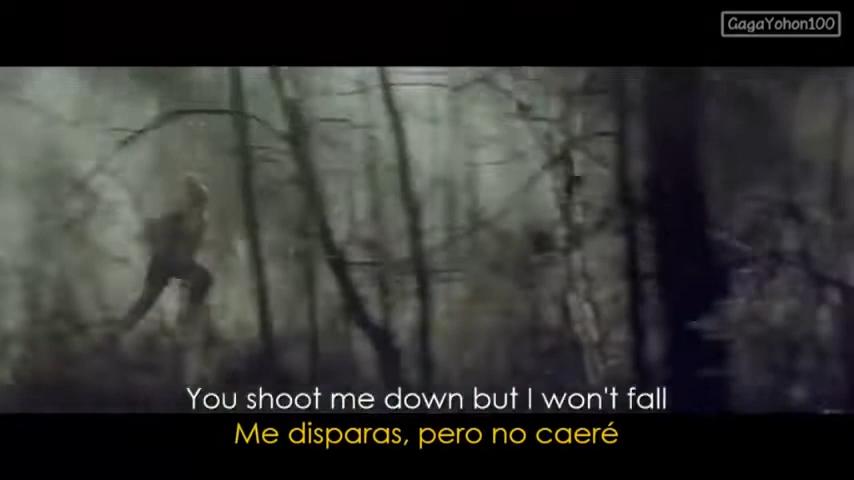 GagaYohon100
You shoot me down but I won't fall
Me disparas, pero no caeré